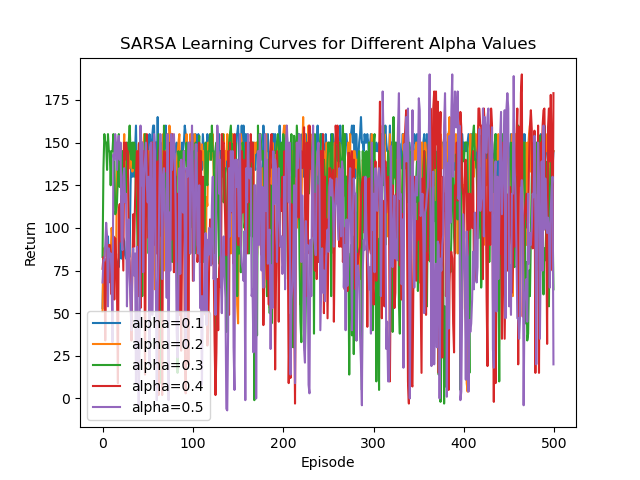 SARSA Learning Curves for Different Alpha Values
Return
175
150
125
100
75
50
25
0
alpha=0.1
alpha=0.2
alpha=0.3
alpha=0.4
alpha=0.5
0 100 200 300 400 500
Episode